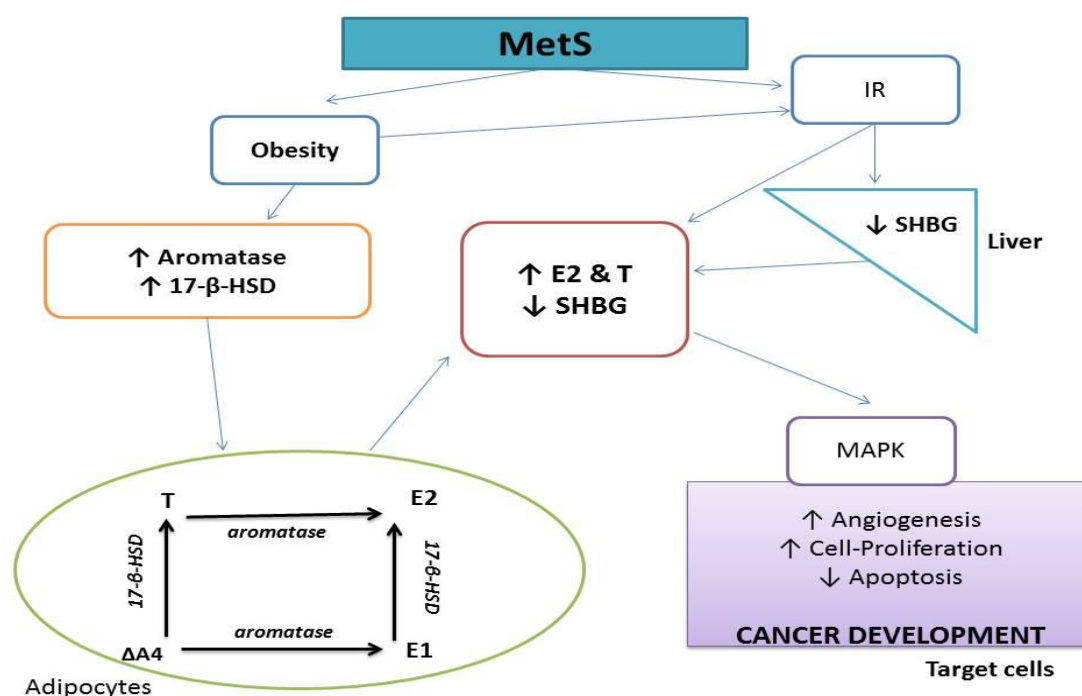 MetS
IR
Obesity
↑ Aromatase
↑ 17-β-HSD
↑ E2 & T
↓ SHBG
↓ SHBG
Liver
MAPK
↑ Angiogenesis
↑ Cell-Proliferation
↓ Apoptosis
CANCER DEVELOPMENT
Target cells
T
E2
aromatase
17-β-HSD
17-β-HSD
aromatase
ΔA4
E1
Adipocytes